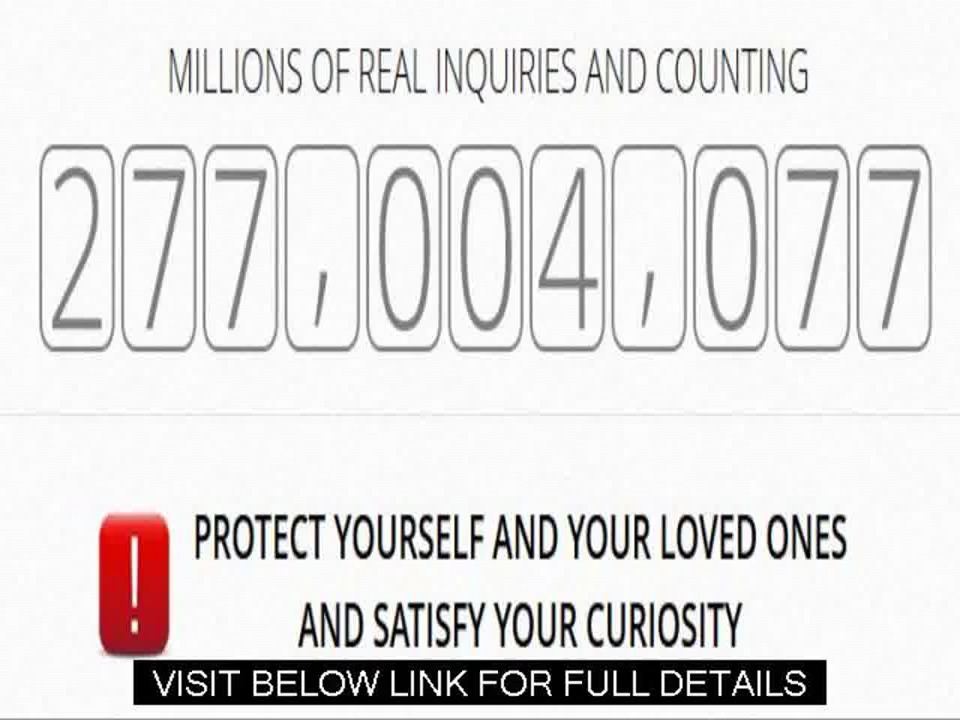 MILLIONS OF REAL INQUIRIES AND COUNTING
277,004,077
! PROTECT YOURSELF AND YOUR LOVED ONES
AND SATISFY YOUR CURIOSITY
VISIT BELOW LINK FOR FULL DETAILS